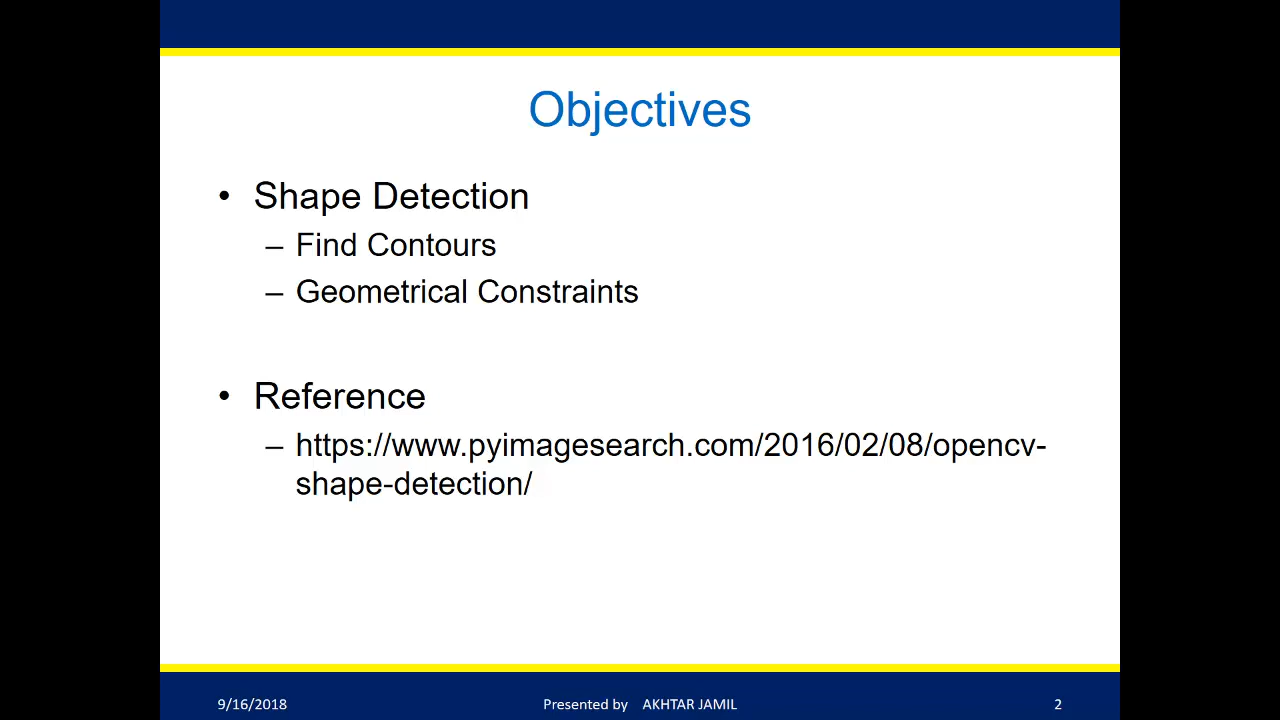 Objectives
• Shape Detection
– Find Contours
– Geometrical Constraints
• Reference
– https://www.pyimagesearch.com/2016/02/08/opencv-
shape-detection/
9/16/2018 Presented by AKHTAR JAMIL 2